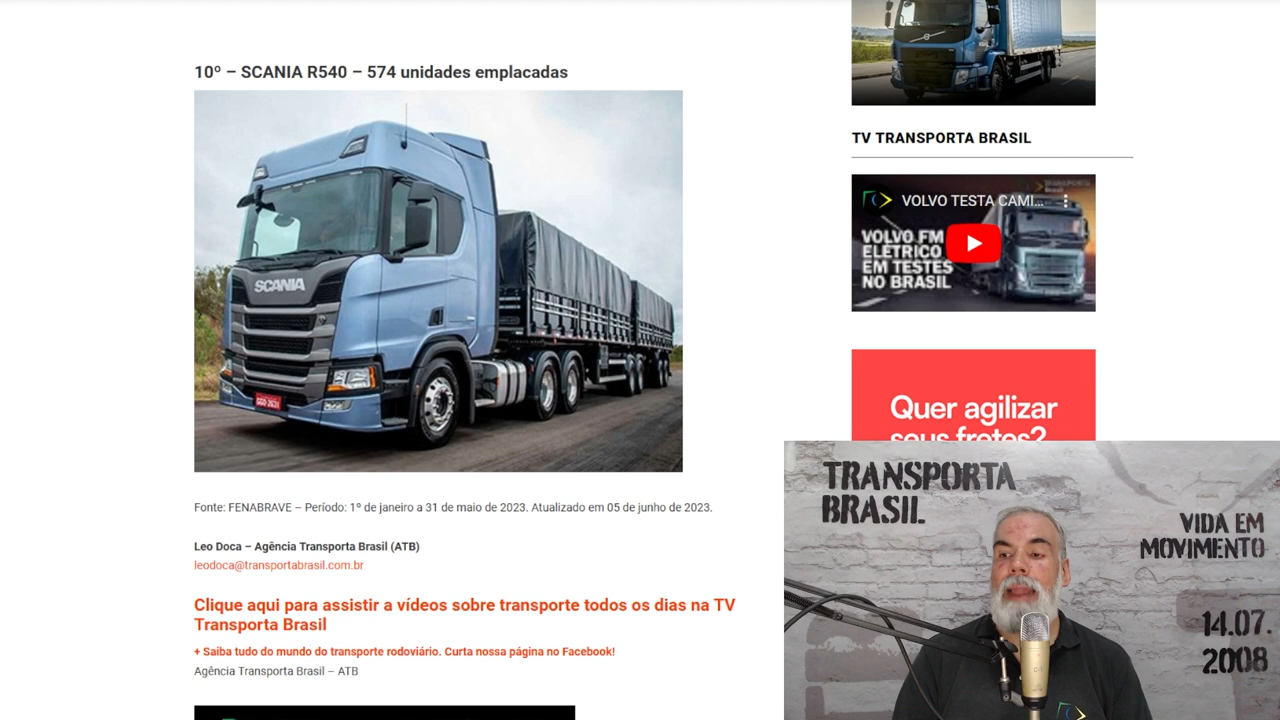 10º – SCANIA R540 – 574 unidades emplacadas
SCANIA
Fonte: FENABRAVE – Período: 1º de janeiro a 31 de maio de 2023. Atualizado em 05 de junho de 2023.
Leo Doca – Agência Transporta Brasil (ATB)
leodoca@transportabrasil.com.br
Clique aqui para assistir a vídeos sobre transporte todos os dias na TV
Transporta Brasil
+ Saiba tudo do mundo do transporte rodoviário. Curta nossa página no Facebook!
Agência Transporta Brasil – ATB
TV TRANSPORTA BRASIL
VOLVO TESTA CAMI...
VOLVO FM
ELÉTRICO
EM TESTES
NO BRASIL
Quer agilizar
seus fretes?
TRANSPORTA
BRASIL
VIDA EM
MOVIMENTO
14.07.
2008